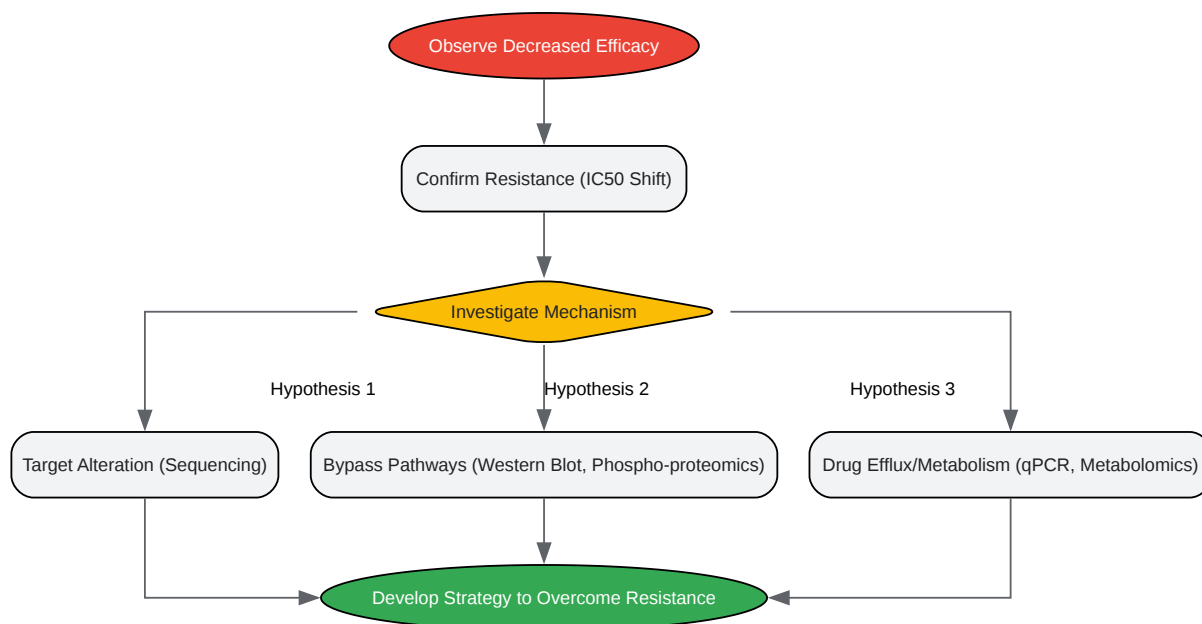 Observe Decreased Efficacy
Confirm Resistance (IC50 Shift)
Investigate Mechanism
Hypothesis 1
Hypothesis 2
Hypothesis 3
Target Alteration (Sequencing)
Bypass Pathways (Western Blot, Phospho-proteomics)
Drug Efflux/Metabolism (qPCR, Metabolomics)
Develop Strategy to Overcome Resistance